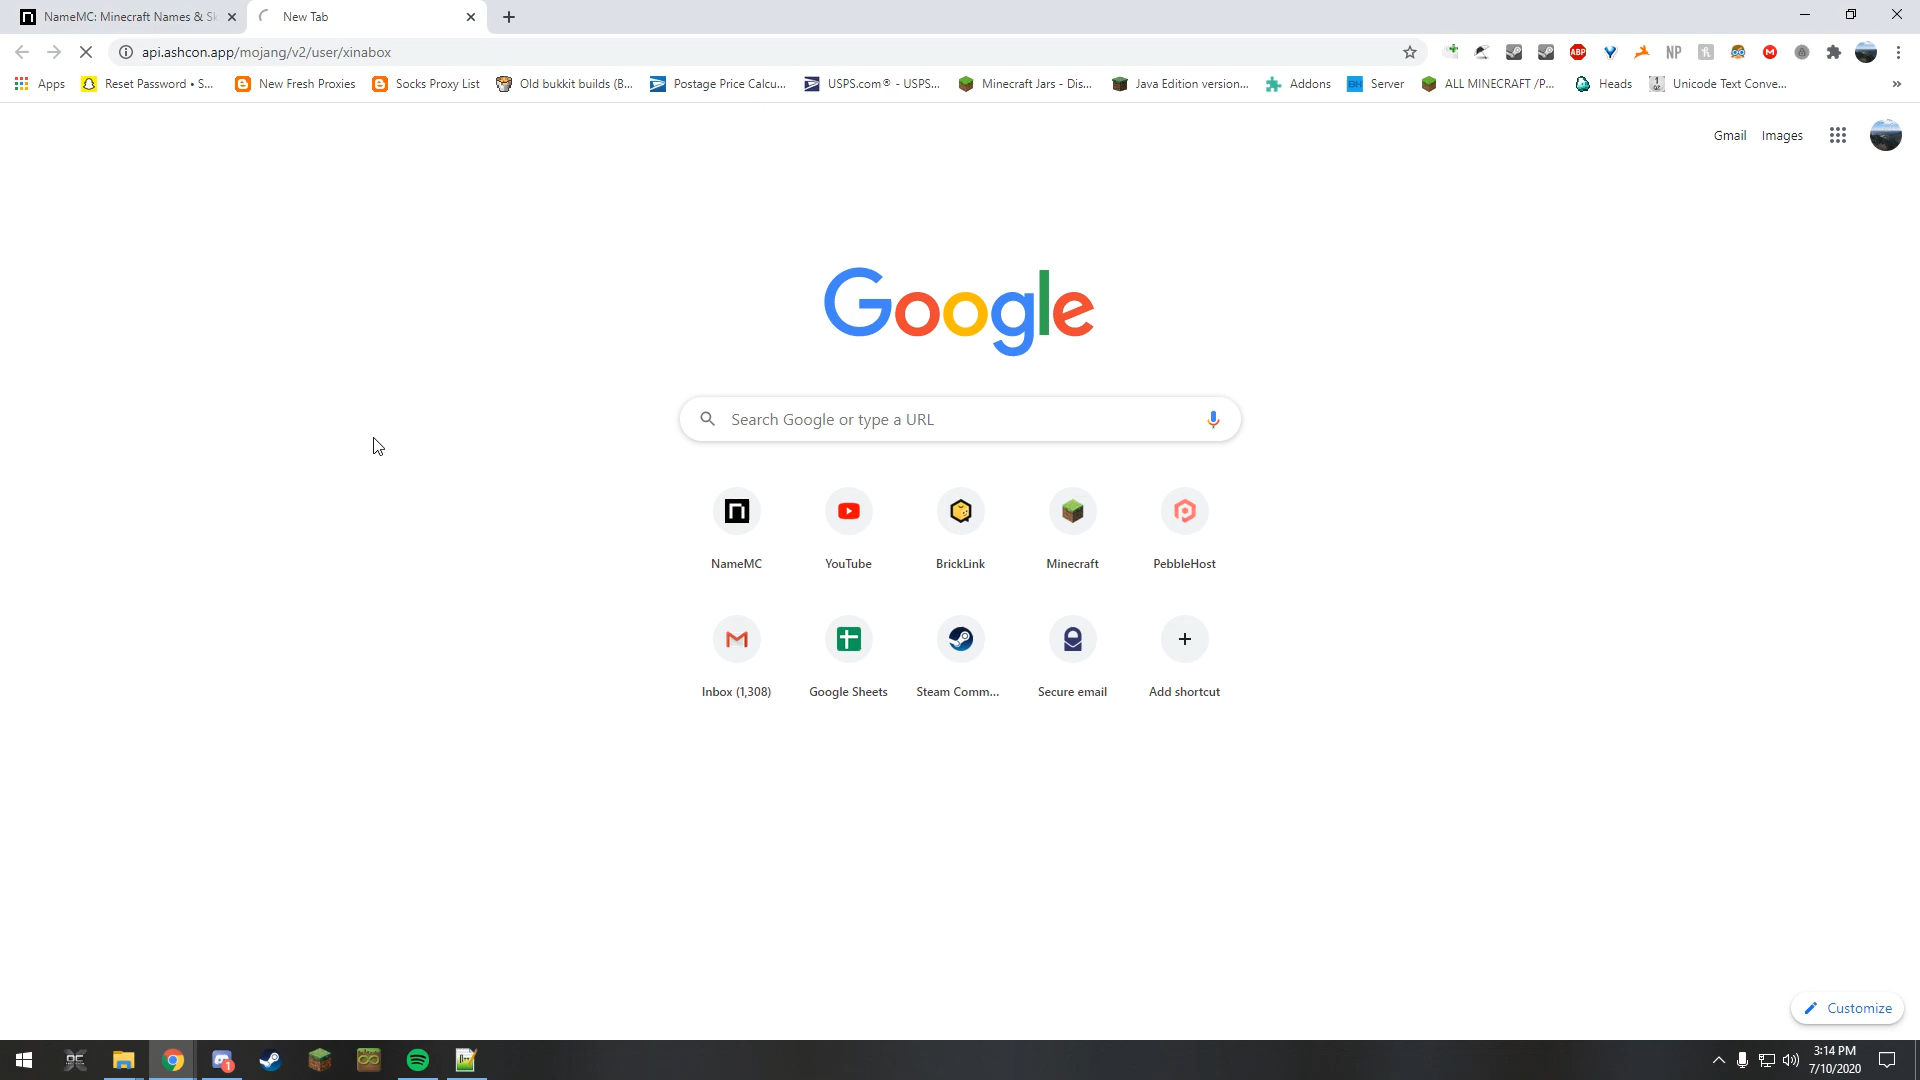 NameMC: Minecraft Names & Sk
New Tab
api.ashcon.app/mojang/v2/user/xinabox
ABP
NP
Apps
Reset Password • S...
New Fresh Proxies
Socks Proxy List
Old bukkit builds (B...
Postage Price Calcu...
USPS.com® - USPS...
Minecraft Jars - Dis...
Java Edition version...
Addons
BH
Server
ALL MINECRAFT /P...
Heads
Unicode Text Conve...
»
Gmail
Images
Google
Search Google or type a URL
NameMC
YouTube
BrickLink
Minecraft
PebbleHost
Inbox (1,308)
Google Sheets
Steam Comm...
Secure email
Add shortcut
Customize
1
3:14 PM
7/10/2020